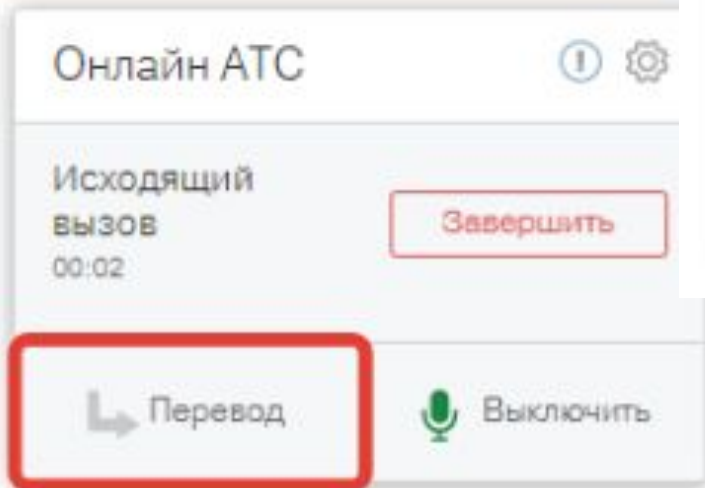 Онлайн АТС
Исходящий
вызов
00:02
Завершить
Перевод
Выключить